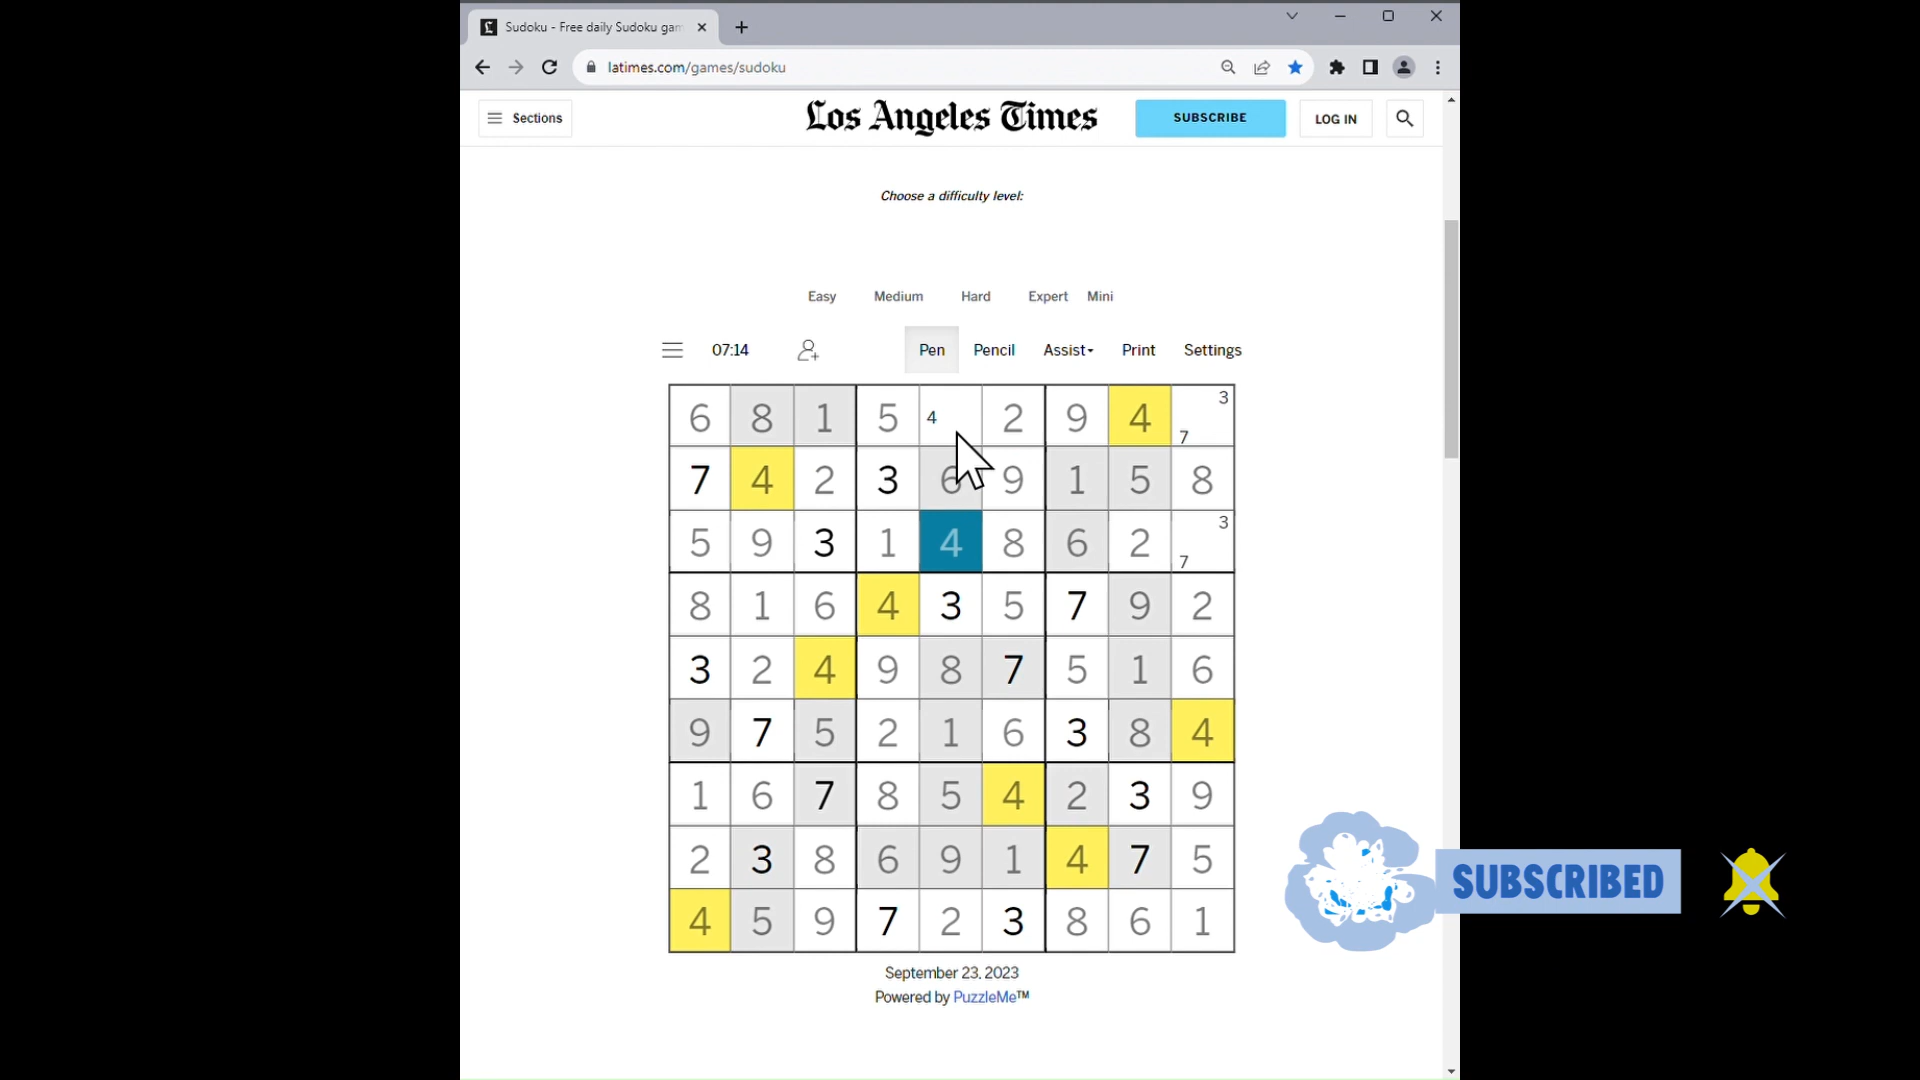 Sudoku - Free daily Sudoku gam
latimes.com/games/sudoku
Sections
Los Angeles Times
SUBSCRIBE
LOG IN
Choose a difficulty level:
Easy Medium Hard Expert Mini
07:14 Pen Pencil Assist Print Settings
6 8 1 5 4 2 9 4 3 7
7 4 2 3 6 9 1 5 8
5 9 3 1 4 8 6 2 3 7
8 1 6 4 3 5 7 9 2
3 2 4 9 8 7 5 1 6
9 7 5 2 1 6 3 8 4
1 6 7 8 5 4 2 3 9
2 3 8 6 9 1 4 7 5
4 5 9 7 2 3 8 6 1
SUBSCRIBED
September 23, 2023
Powered by PuzzleMe™